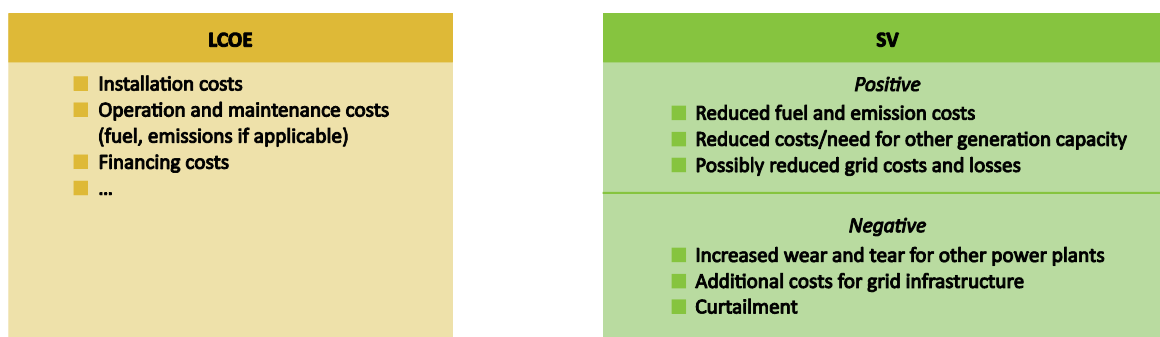 LCOE
Installation costs
Operation and maintenance costs
(fuel, emissions if applicable)
Financing costs
...
SV
Positive
Reduced fuel and emission costs
Reduced costs/need for other generation capacity
Possibly reduced grid costs and losses
Negative
Increased wear and tear for other power plants
Additional costs for grid infrastructure
Curtailment